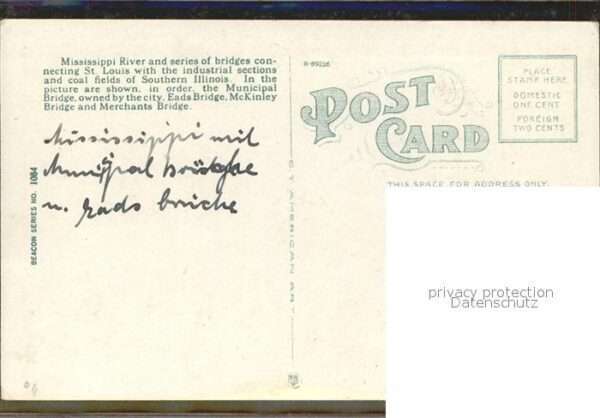 Mississippi River and series of bridges con-
necting St. Louis with the industrial sections
and coal fields of Southern Illinois. In the
picture are shown, in order, the Municipal
Bridge, owned by the city, Eads Bridge, McKinley
Bridge and Merchants Bridge.
Mississippi mit
Municipal brücke
u. Eads brücke
BEACON SERIES NO. 1084
POST
CARD
PLACE
STAMP HERE
DOMESTIC
ONE CENT
FOREIGN
TWO CENTS
THIS SPACE FOR ADDRESS ONLY.
privacy protection
Datenschutz